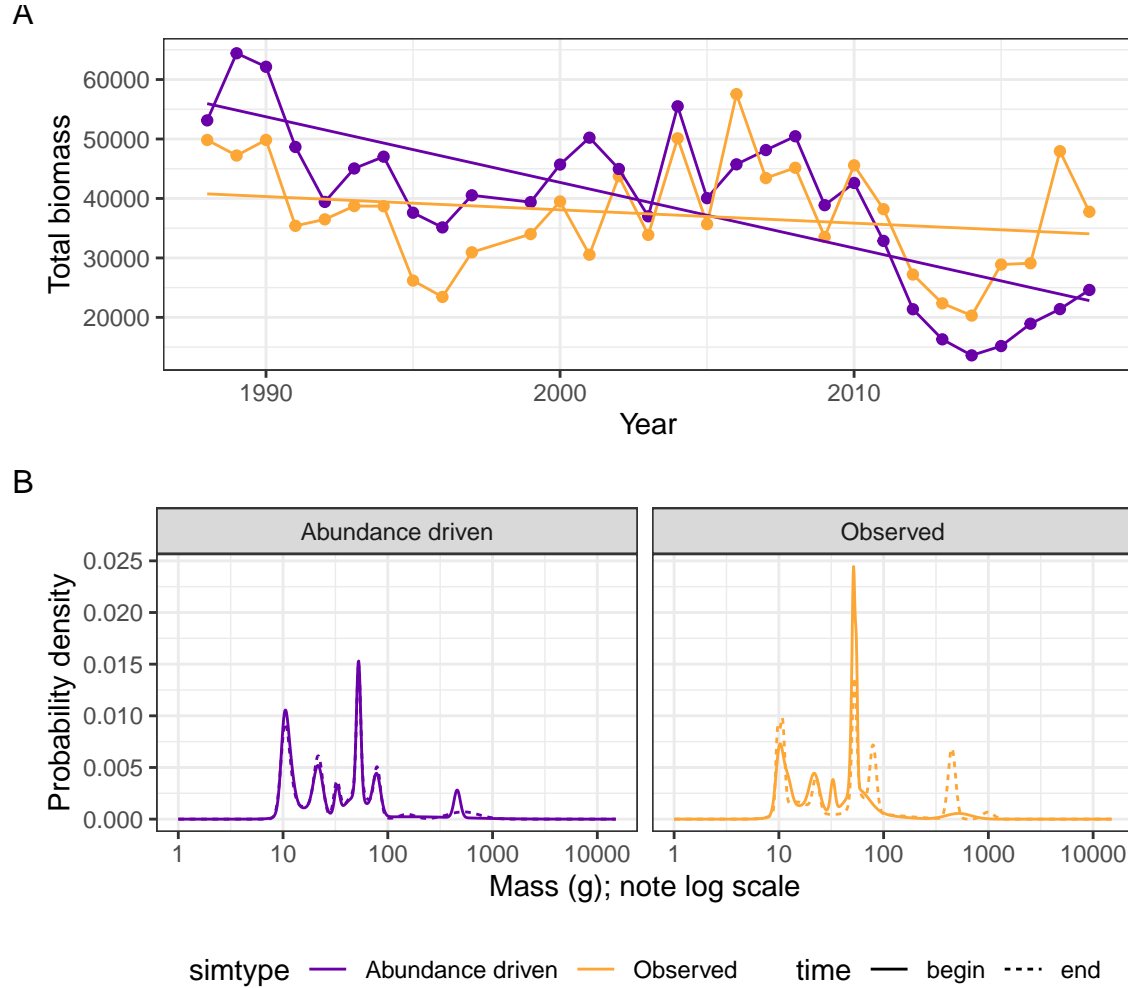 A
Total biomass
60000
50000
40000
30000
20000
1990 2000 2010
Year
B
Abundance driven Observed
Probability density
0.025
0.020
0.015
0.010
0.005
0.000
1 10 100 1000 10000 1 10 100 1000 10000
Mass (g); note log scale
simtype Abundance driven Observed time begin end